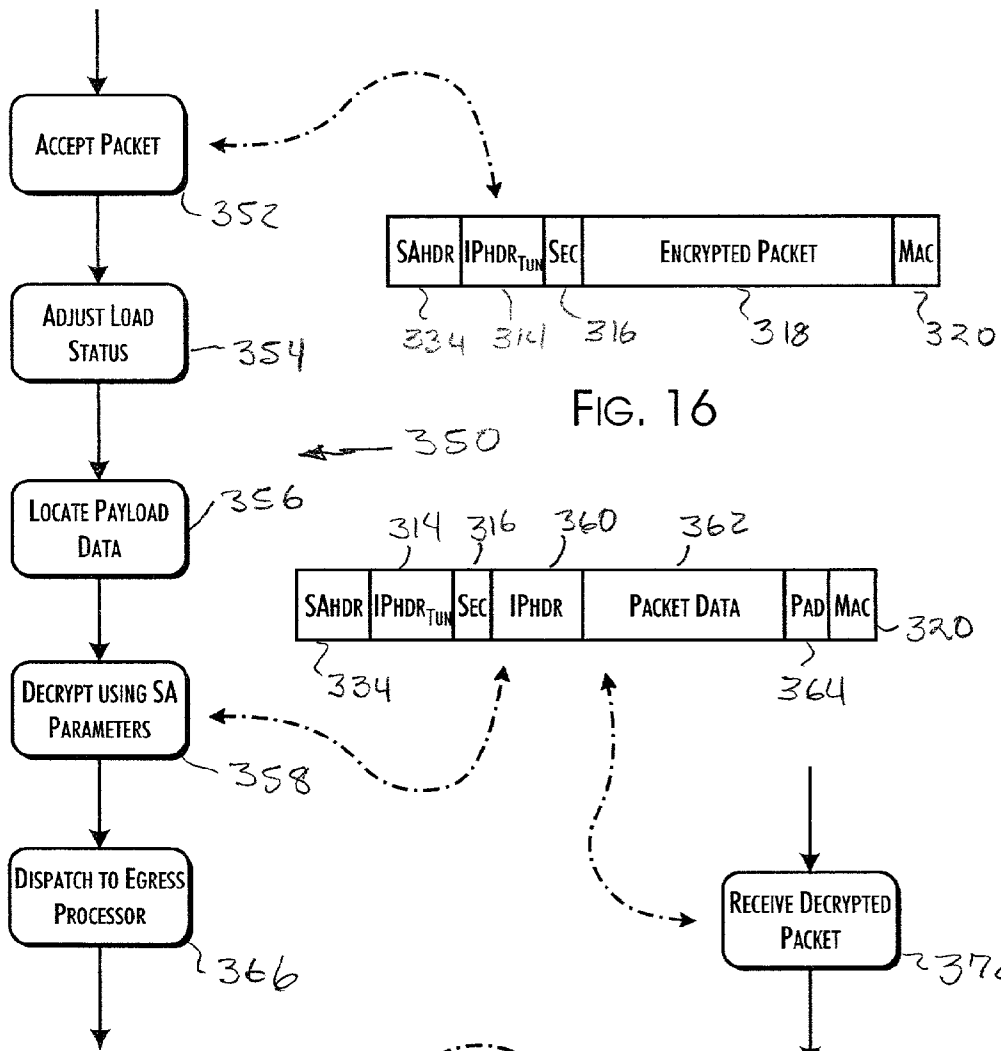 ACCEPT PACKET
352
SAHDR IPHDRTUN SEC ENCRYPTED PACKET MAC
334 314 316 318 320
ADJUST LOAD
STATUS
354
FIG. 16
350
LOCATE PAYLOAD
DATA
356
314 316 360 362
SAHDR IPHDRTUN SEC IPHDR PACKET DATA PAD MAC
320
334
364
DECRYPT USING SA
PARAMETERS
358
DISPATCH TO EGRESS
PROCESSOR
366
RECEIVE DECRYPTED
PACKET